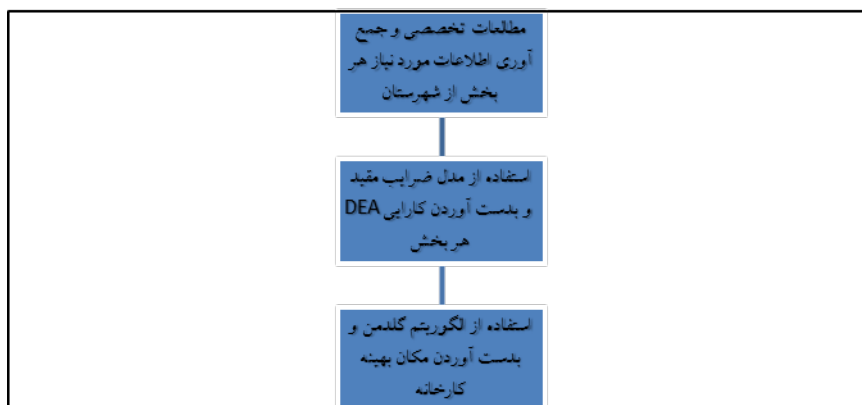 مطالعات تخصصی و جمع
آوری اطلاعات مورد نیاز هر
بخش از شهرستان
استفاده از مدل ضرایب مقید
و بدست آوردن کارایی DEA
هر بخش
استفاده از الگوریتم گلدمن و
بدست آوردن مکان بهینه
کارخانه